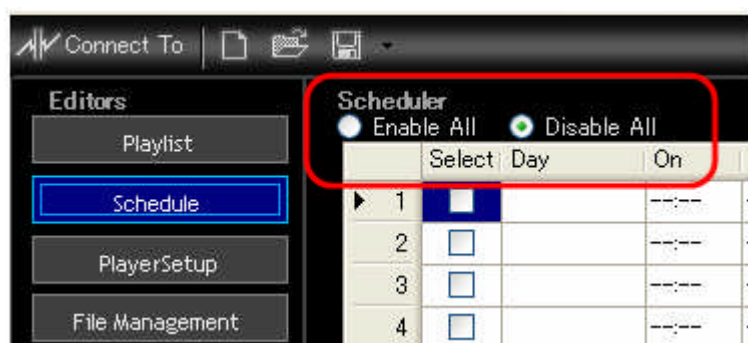 Connect To
Editors
Playlist
Schedule
PlayerSetup
File Management
Scheduler
Enable All Disable All
Select Day On
1 --:--
2 --:--
3 --:--
4 --:--